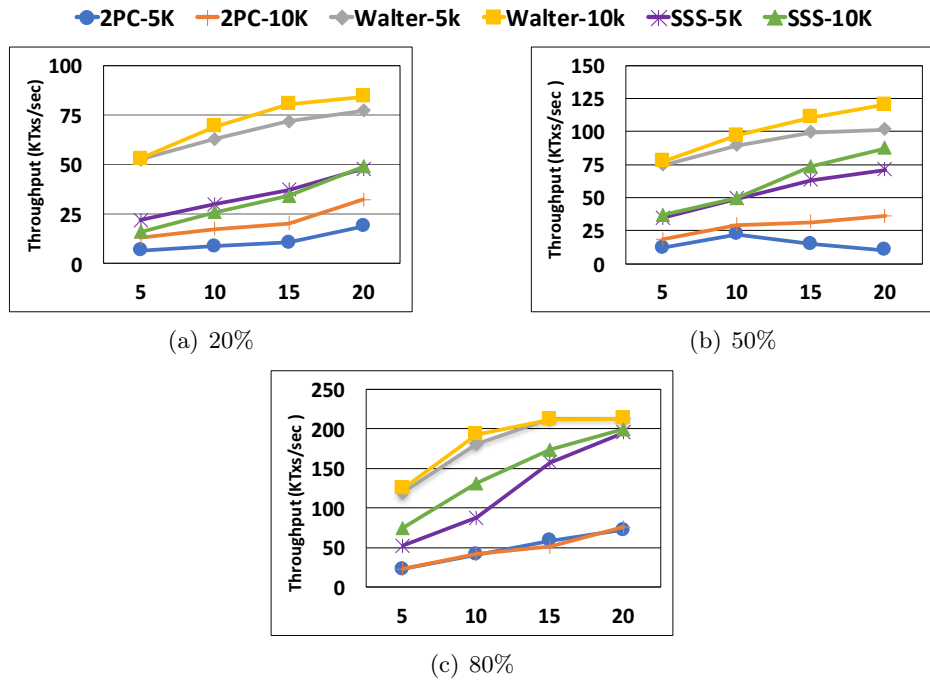 2PC-5K 2PC-10K Walter-5k Walter-10k SSS-5K SSS-10K
Throughput (KTxs/sec)
100
75
50
25
0
5 10 15 20
(a) 20%
Throughput (KTxs/sec )
150
125
100
75
50
25
0
5 10 15 20
(b) 50%
Throughput (KTxs/sec )
250
200
150
100
50
0
5 10 15 20
(c) 80%